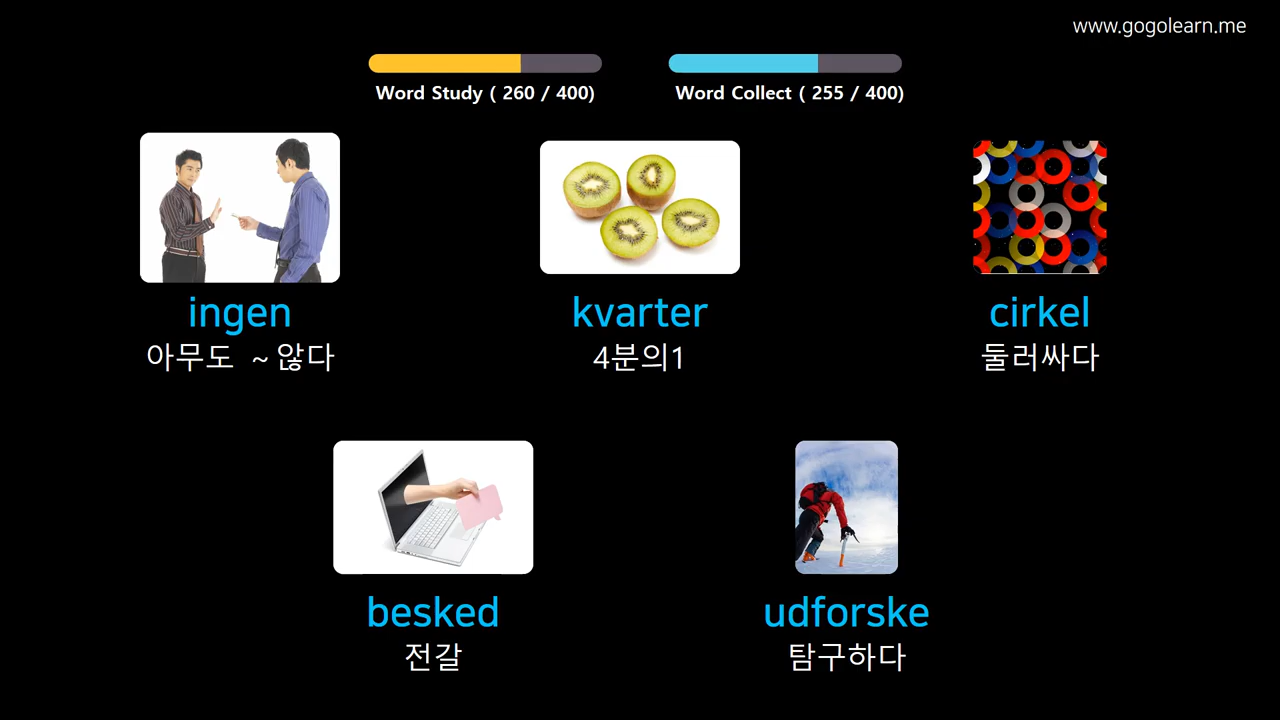 www.gogolearn.me
Word Study ( 260 / 400)
Word Collect ( 255 / 400)
ingen
아무도 ~않다
kvarter
4분의1
cirkel
둘러싸다
besked
전갈
udforske
탐구하다